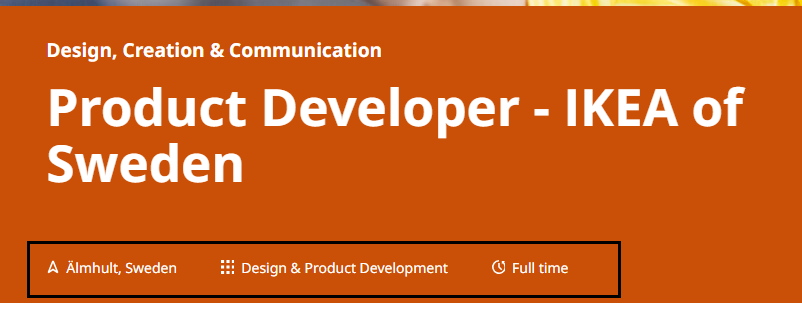 Design, Creation & Communication
Product Developer - IKEA of
Sweden
Älmhult, Sweden Design & Product Development Full time